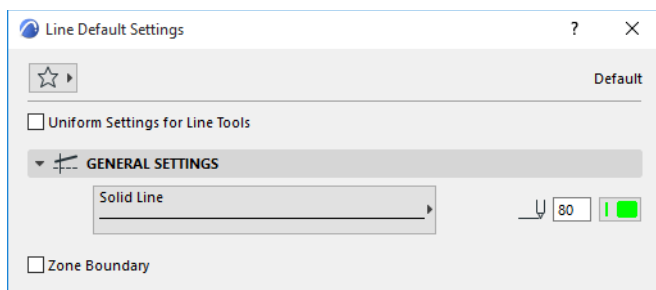 Line Default Settings ?
Default
Uniform Settings for Line Tools
GENERAL SETTINGS
Solid Line
80
Zone Boundary